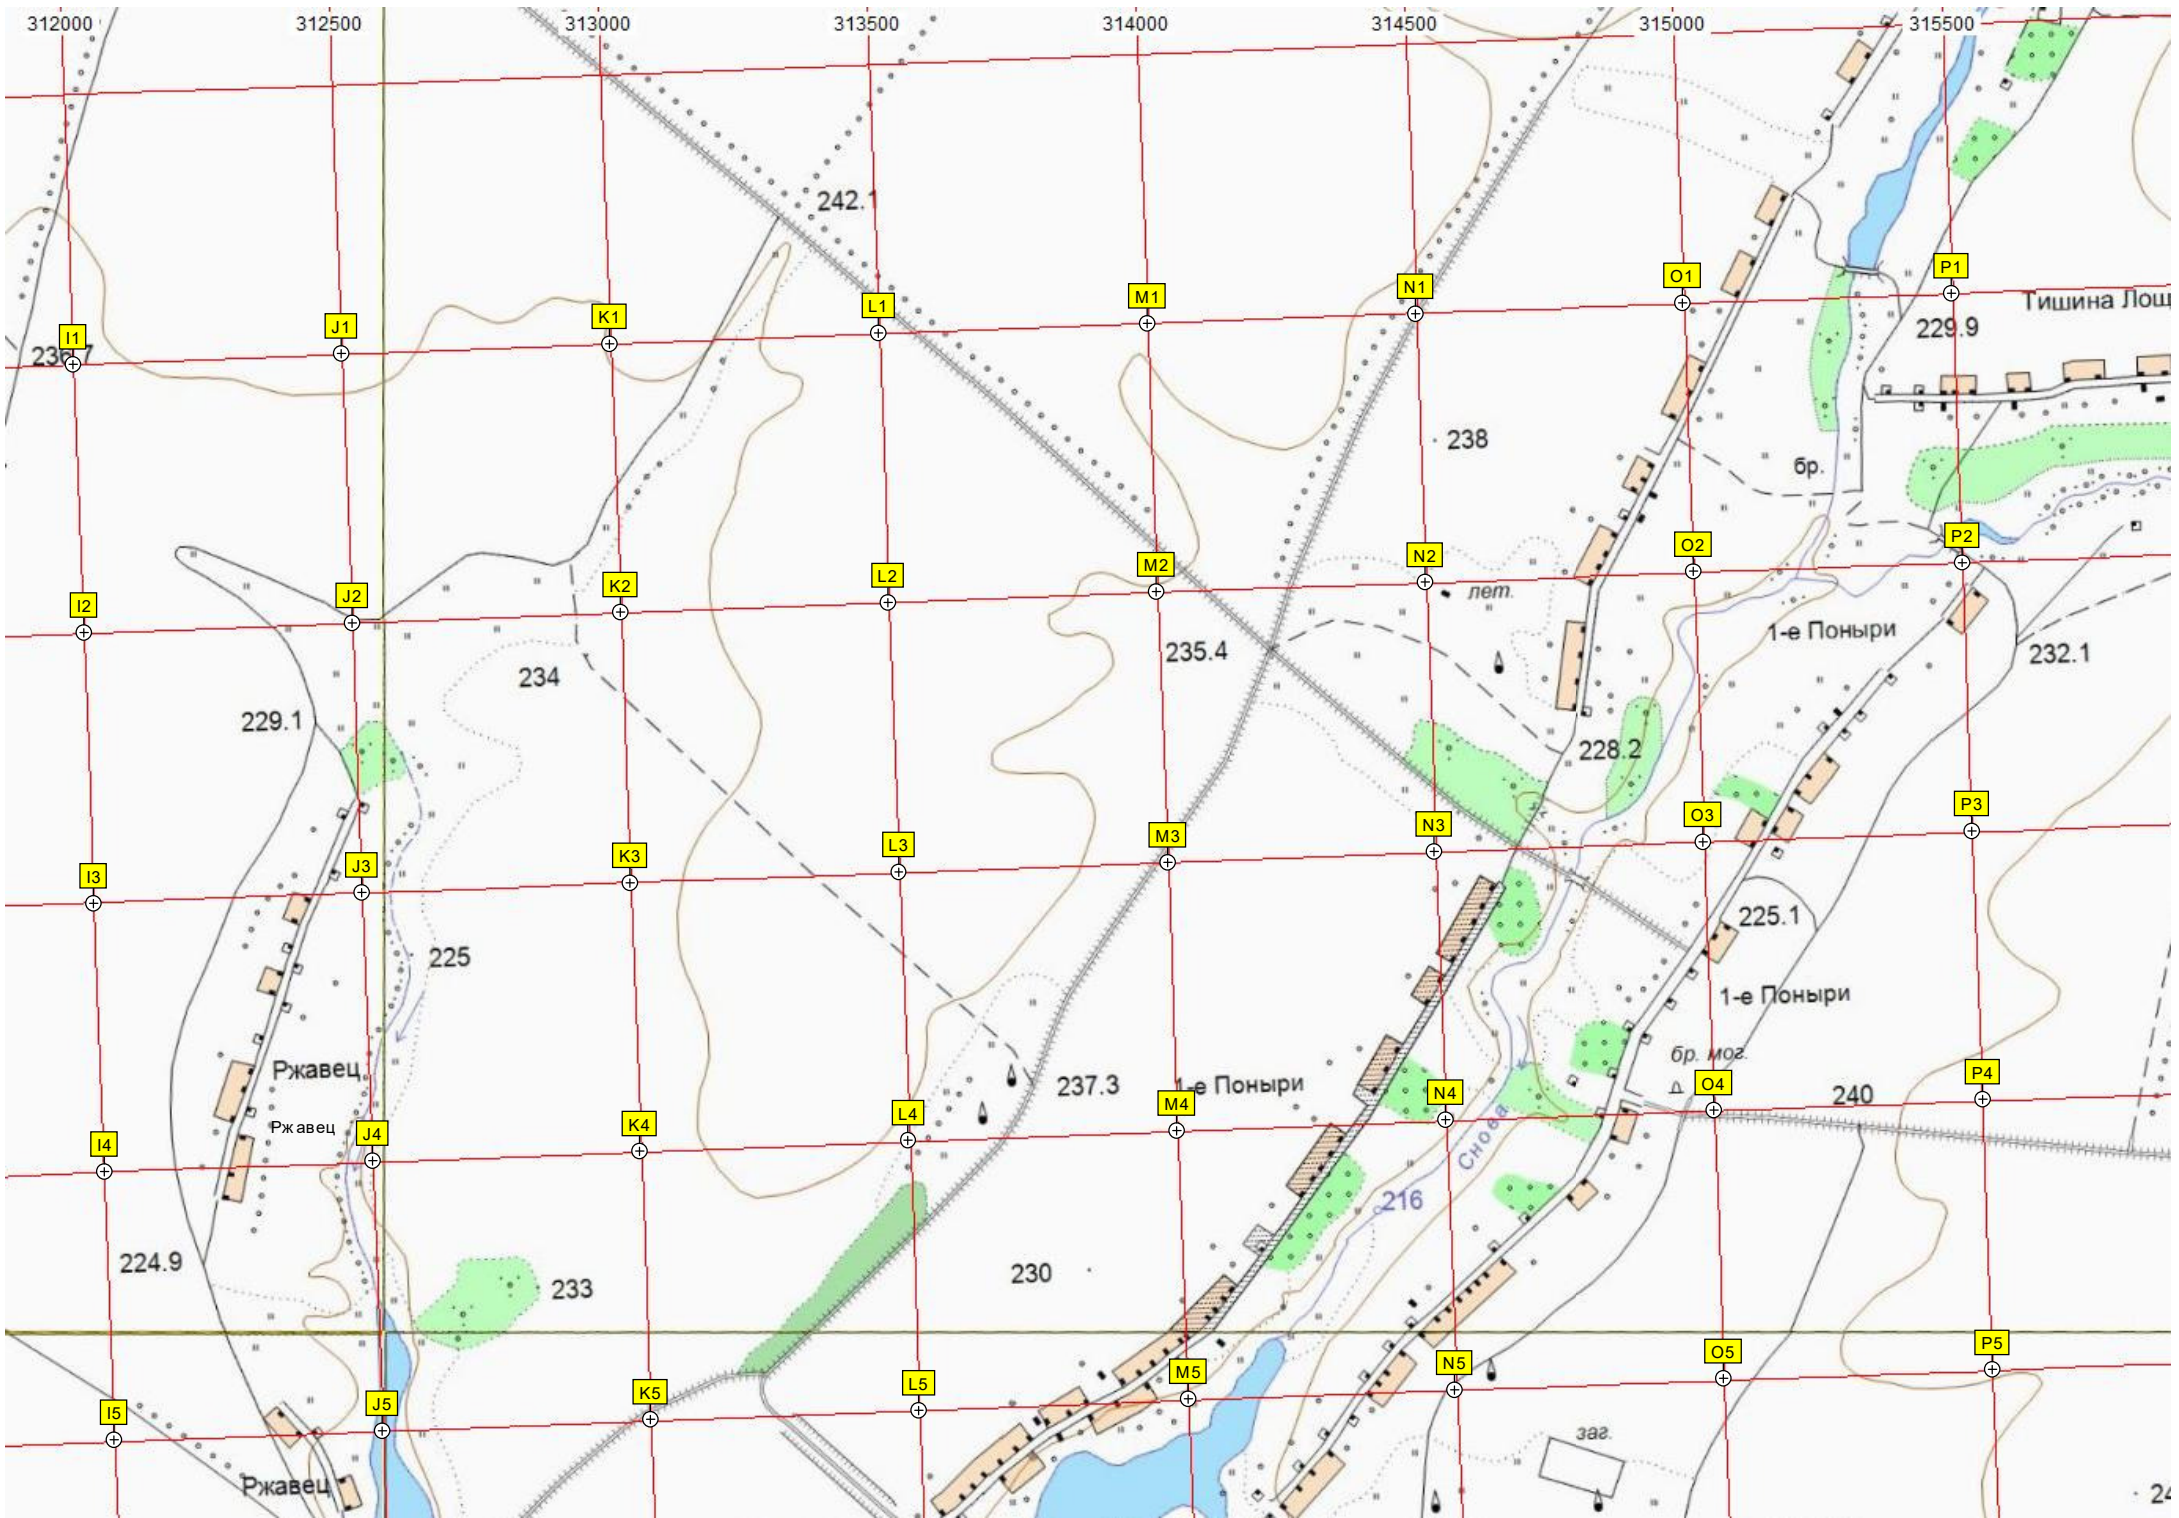 312000 312500 313000 313500 314000 314500 315000 315500
242.1
I1 J1 K1 L1 M1 N1 O1 P1
Тишина Лощ
236.7
229.9
238
бр.
I2 J2 K2 L2 M2 N2 O2 P2
лет.
1-е Поныри
234
235.4
232.1
229.1
228.2
I3 J3 K3 L3 M3 N3 O3 P3
225.1
225
1-е Поныри
бр. мог.
Ржавец
237.3
1-е Поныри
240
Ржавец
I4 J4 K4 L4 M4 N4 O4 P4
Снова
216
224.9
230
233
I5 J5 K5 L5 M5 N5 O5 P5
заг.
Ржавец
24